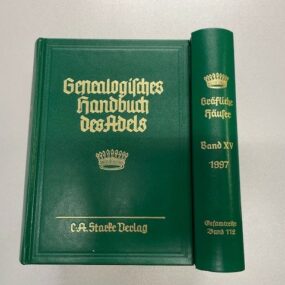 Genealogisches
Handbuch
des Adels
C.A. Starke Verlag
Gräfliche
Häuser
Band XV
1997
Gesamtreihe
Band 112